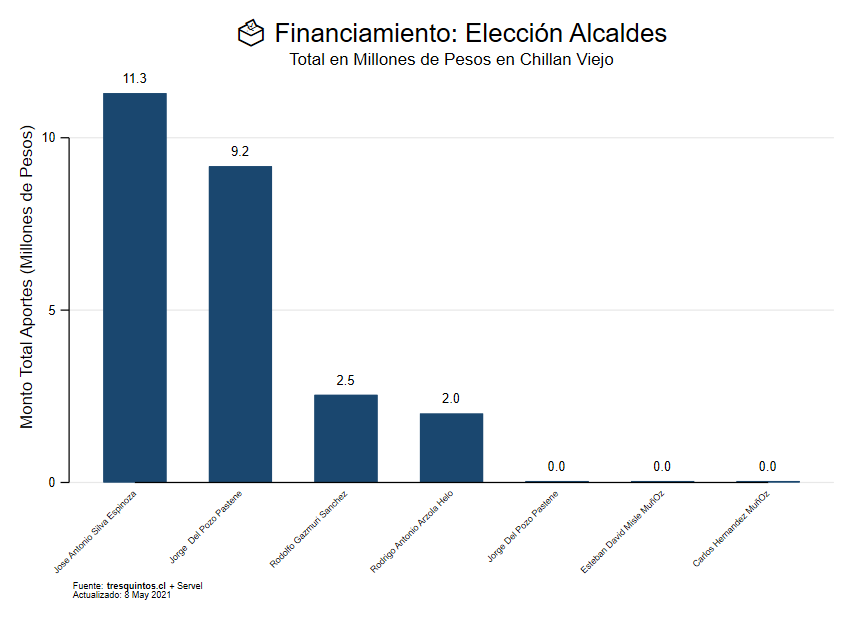 Financiamiento: Elección Alcaldes
Total en Millones de Pesos en Chillan Viejo
Monto Total Aportes (Millones de Pesos)
10
5
0
11.3
9.2
2.5
2.0
0.0
0.0
0.0
Jose Antonio Silva Espinoza
Jorge  Del Pozo Pastene
Rodolfo Gazmuri Sanchez
Rodrigo Antonio Arzola Helo
Jorge Del Pozo Pastene
Esteban David Misle MuñOz
Carlos Hernandez MuñOz
Fuente: tresquintos.cl + Servel
Actualizado: 8 May 2021